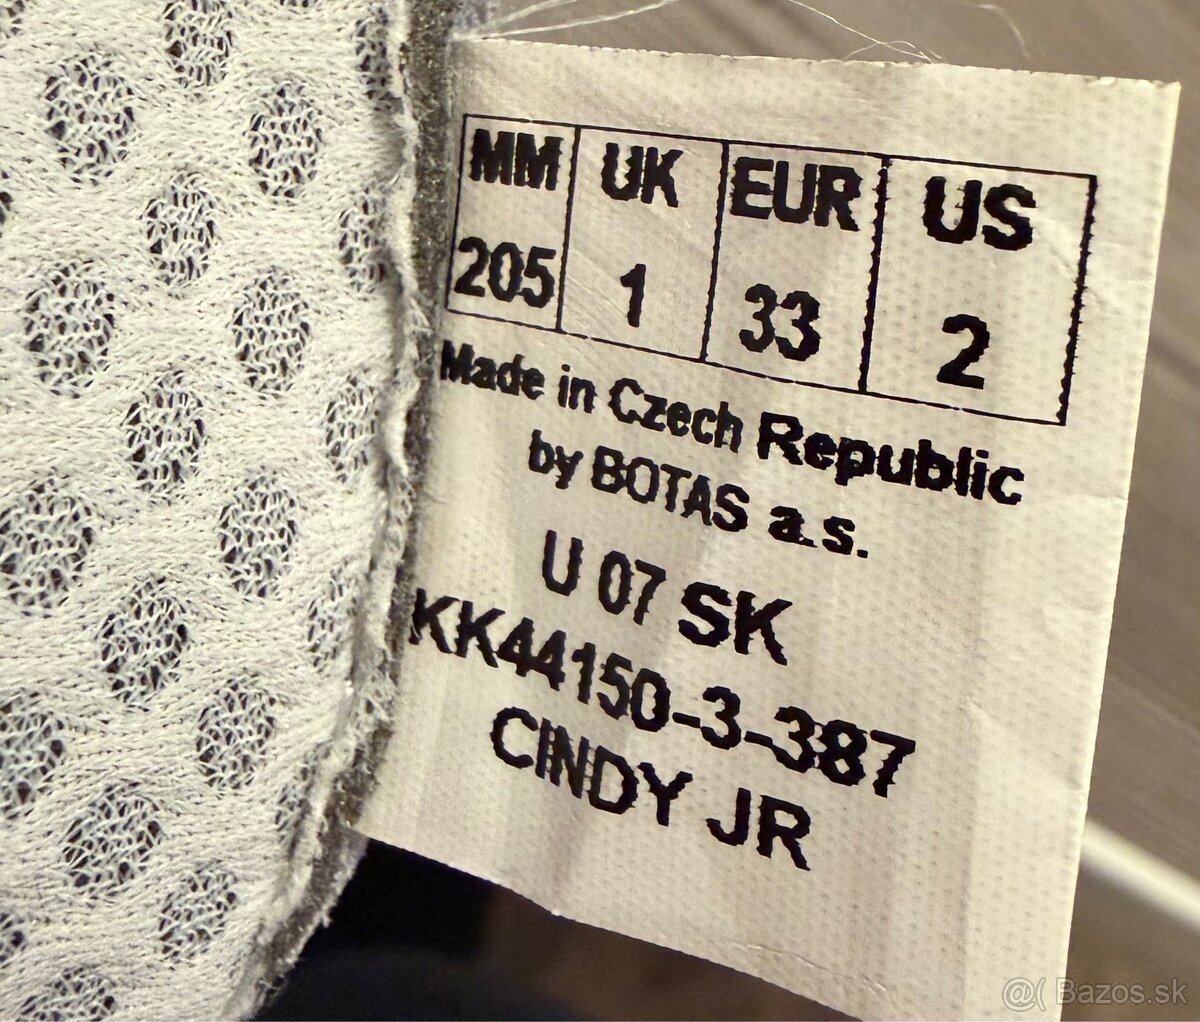 MM UK EUR US
205 1 33 2
Made in Czech Republic
by BOTAS a.s.
U 07 SK
KK44150-3-387
CINDY JR
@( Bazos.sk